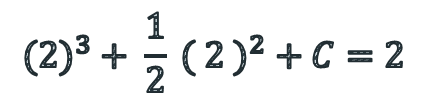 (2)³ + 1/2 (2)² + C = 2